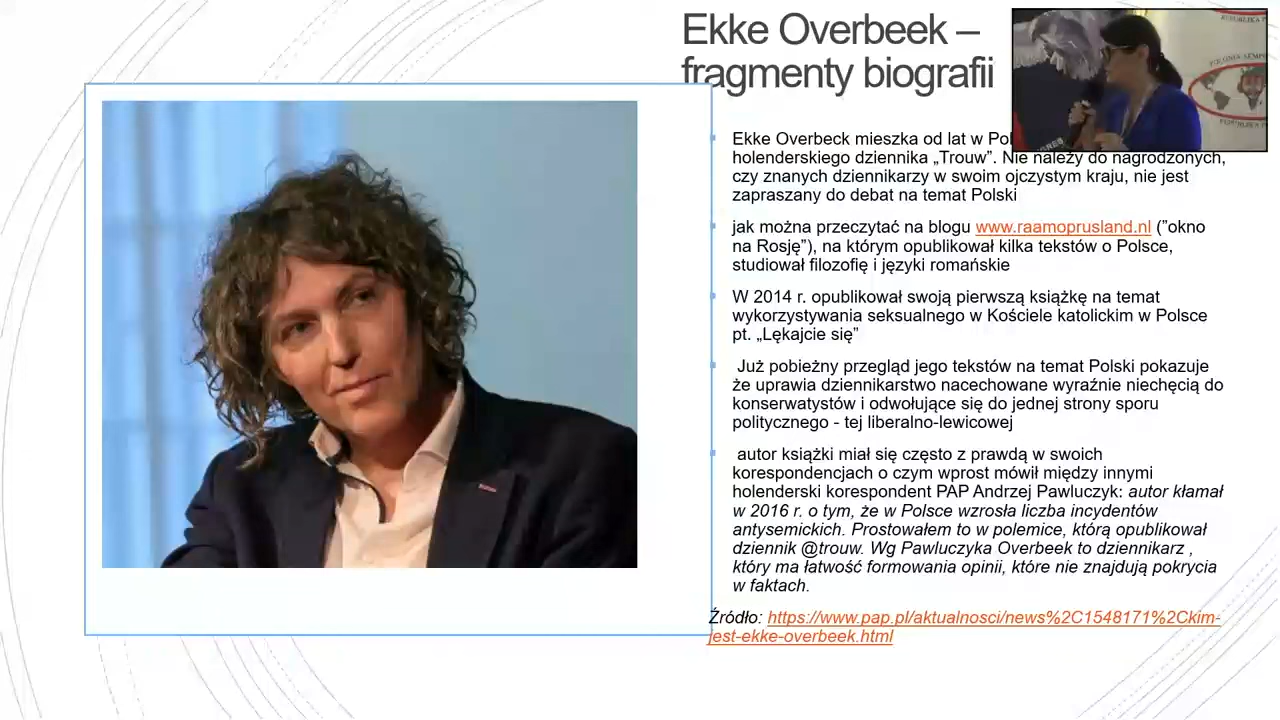 Ekke Overbeek –
fragmenty biografii
Ekke Overbeck mieszka od lat w
holenderskiego dziennika „Trouw”. Nie należy do nagrodzonych,
czy znanych dziennikarzy w swoim ojczystym kraju, nie jest
zapraszany do debat na temat Polski
jak można przeczytać na blogu www.raamoprusland.nl (”okno
na Rosję”), na którym opublikował kilka tekstów o Polsce,
studiował filozofię i języki romańskie
W 2014 r. opublikował swoją pierwszą książkę na temat
wykorzystywania seksualnego w Kościele katolickim w Polsce
pt. „Lękajcie się”
Już pobieżny przegląd jego tekstów na temat Polski pokazuje
że uprawia dziennikarstwo nacechowane wyraźnie niechęcią do
konserwatystów i odwołujące się do jednej strony sporu
politycznego - tej liberalno-lewicowej
autor książki miał się często z prawdą w swoich
korespondencjach o czym wprost mówił między innymi
holenderski korespondent PAP Andrzej Pawluczyk: autor kłamał
w 2016 r. o tym, że w Polsce wzrosła liczba incydentów
antysemickich. Prostowałem to w polemice, którą opublikował
dziennik @trouw. Wg Pawluczyka Overbeek to dziennikarz ,
który ma łatwość formowania opinii, które nie znajdują pokrycia
w faktach.
Źródło: https://www.pap.pl/aktualnosci/news%2C1548171%2Ckim-
jest-ekke-overbeek.html